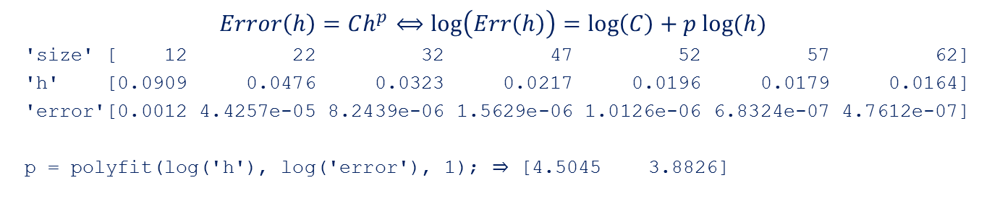 Error(h) = Ch^p ⟺ log(Err(h)) = log(C) + p log(h)
'size' [ 12 22 32 47 52 57 62]
'h' [0.0909 0.0476 0.0323 0.0217 0.0196 0.0179 0.0164]
'error'[0.0012 4.4257e-05 8.2439e-06 1.5629e-06 1.0126e-06 6.8324e-07 4.7612e-07]
p = polyfit(log('h'), log('error'), 1); ⇒ [4.5045 3.8826]